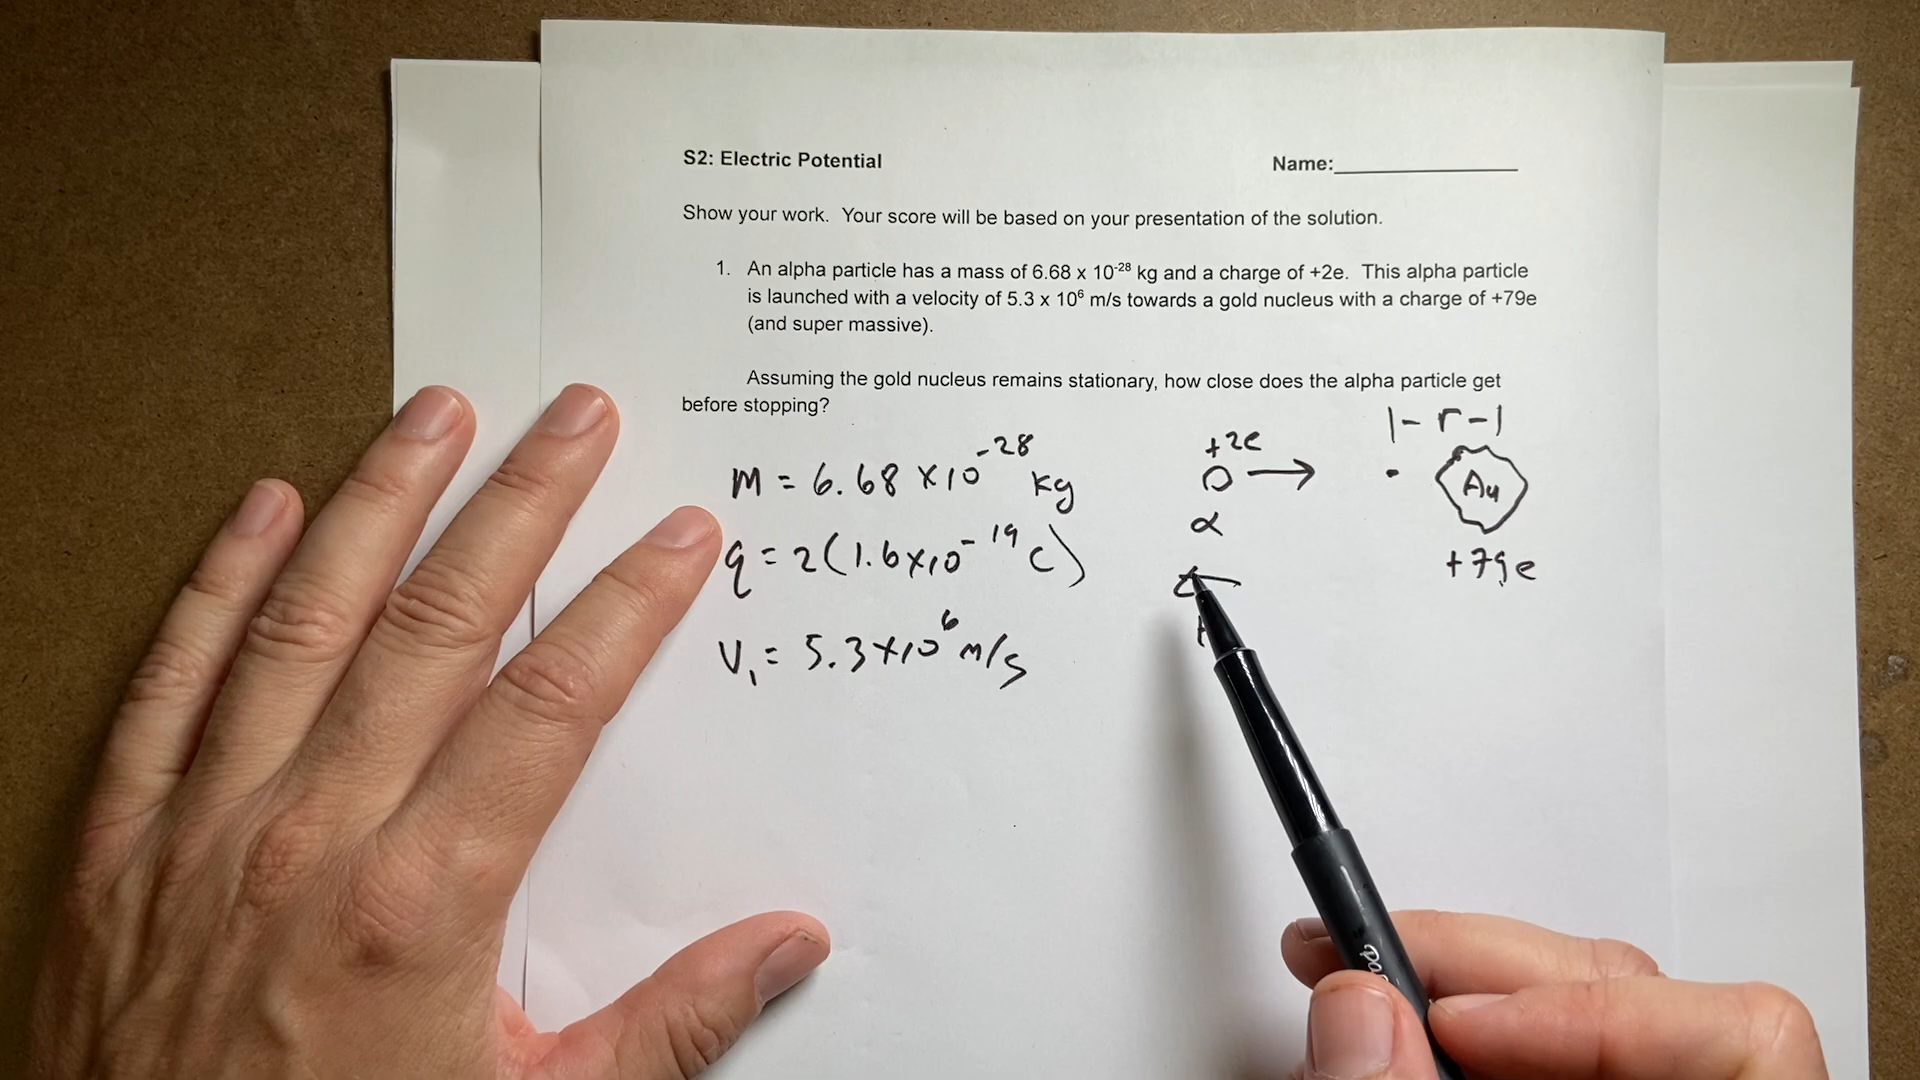 S2: Electric Potential
Name:
Show your work. Your score will be based on your presentation of the solution.
1. An alpha particle has a mass of 6.68 x 10⁻²⁸ kg and a charge of +2e. This alpha particle
is launched with a velocity of 5.3 x 10⁶ m/s towards a gold nucleus with a charge of +79e
(and super massive).
Assuming the gold nucleus remains stationary, how close does the alpha particle get
before stopping?
m = 6.68 x 10⁻²⁸ kg
q = 2(1.6x10⁻¹⁹ C)
V₁ = 5.3x10⁶ m/s
|- r -|
+2e
Au
α
+79e